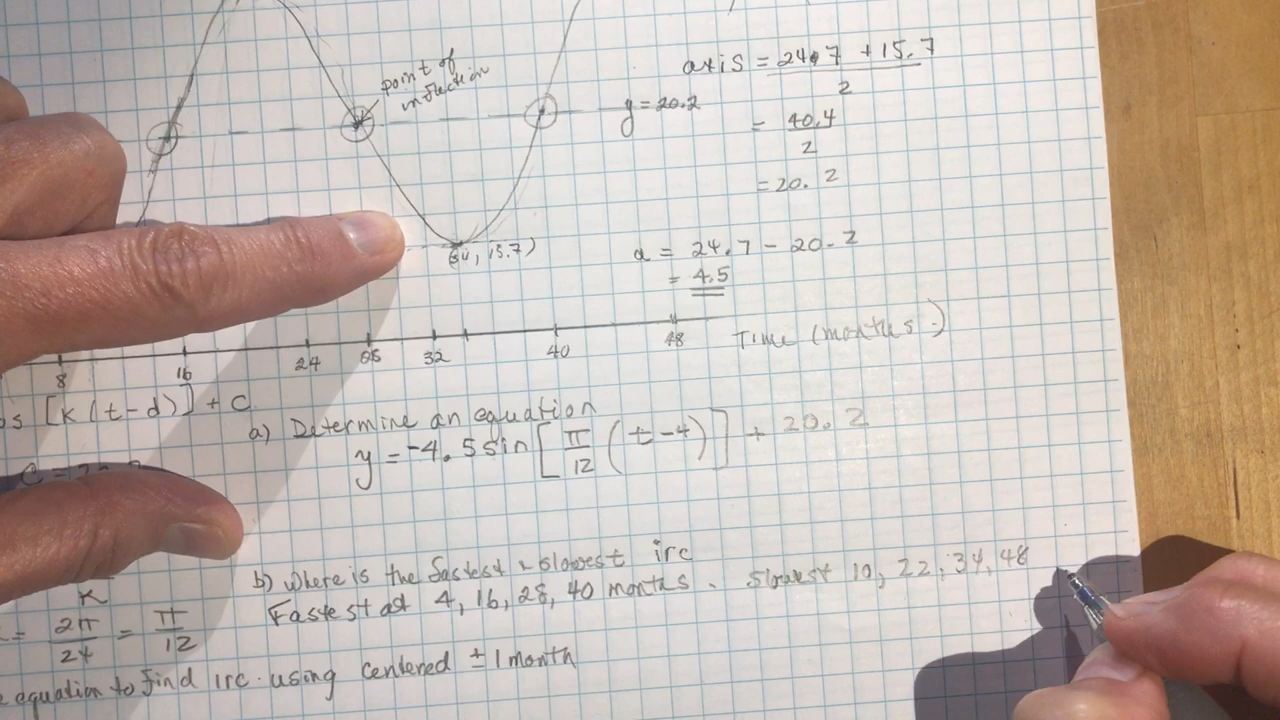 point of
inflection
axis = 24.7 + 15.7
2
y = 20.2
= 40.4
2
= 20.2
(34, 15.7)
a = 24.7 - 20.2
= 4.5
8 16 24 32 40 48 Time (months)
[k(t-d)] + C
a) Determine an equation
y = -4.5 sin [π/12 (t-4)] + 20.2
b) Where is the fastest & slowest irc
Fastest at 4, 16, 28, 40 months. Slowest 10, 22, 34, 48
K
= 2π/24 = π/12
equation to find irc using centered ± 1 month